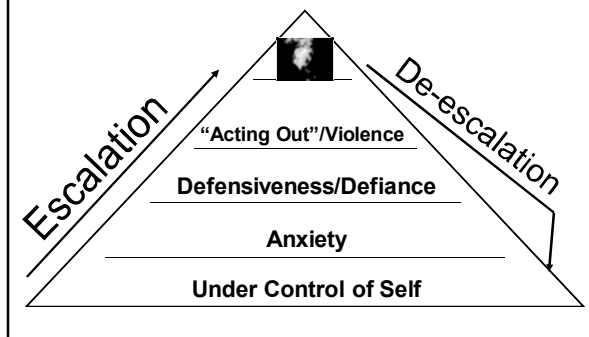 De-escalation
Escalation
“Acting Out”/Violence
Defensiveness/Defiance
Anxiety
Under Control of Self